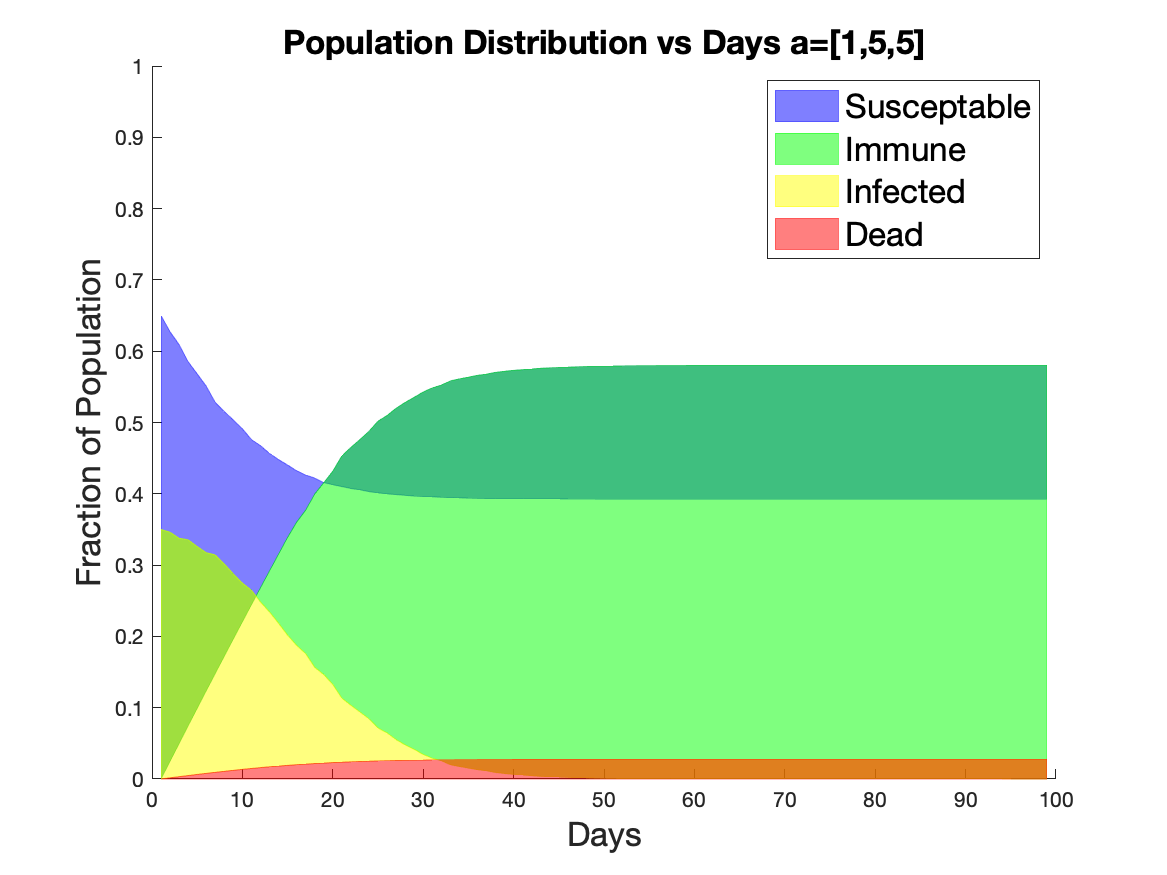 Population Distribution vs Days a=[1,5,5]
Susceptable
Immune
Infected
Dead
Fraction of Population
1
0.9
0.8
0.7
0.6
0.5
0.4
0.3
0.2
0.1
0
0 10 20 30 40 50 60 70 80 90 100
Days